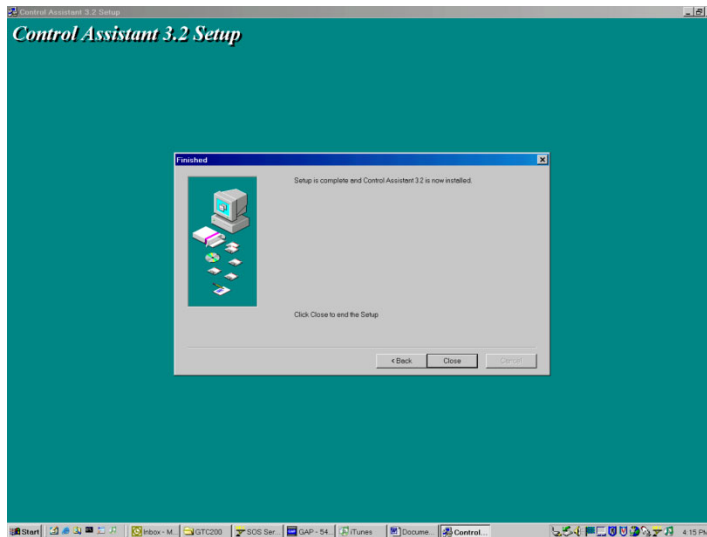 Control Assistant 3.2 Setup
Control Assistant 3.2 Setup
Finished
Setup is complete and Control Assistant 3.2 is now installed.
Click Close to end the Setup
< Back
Close
Cancel
Start
Inbox - M...
GTC200
SOS Ser...
GAP - 54...
iTunes
Docume...
Control...
4:15 PM